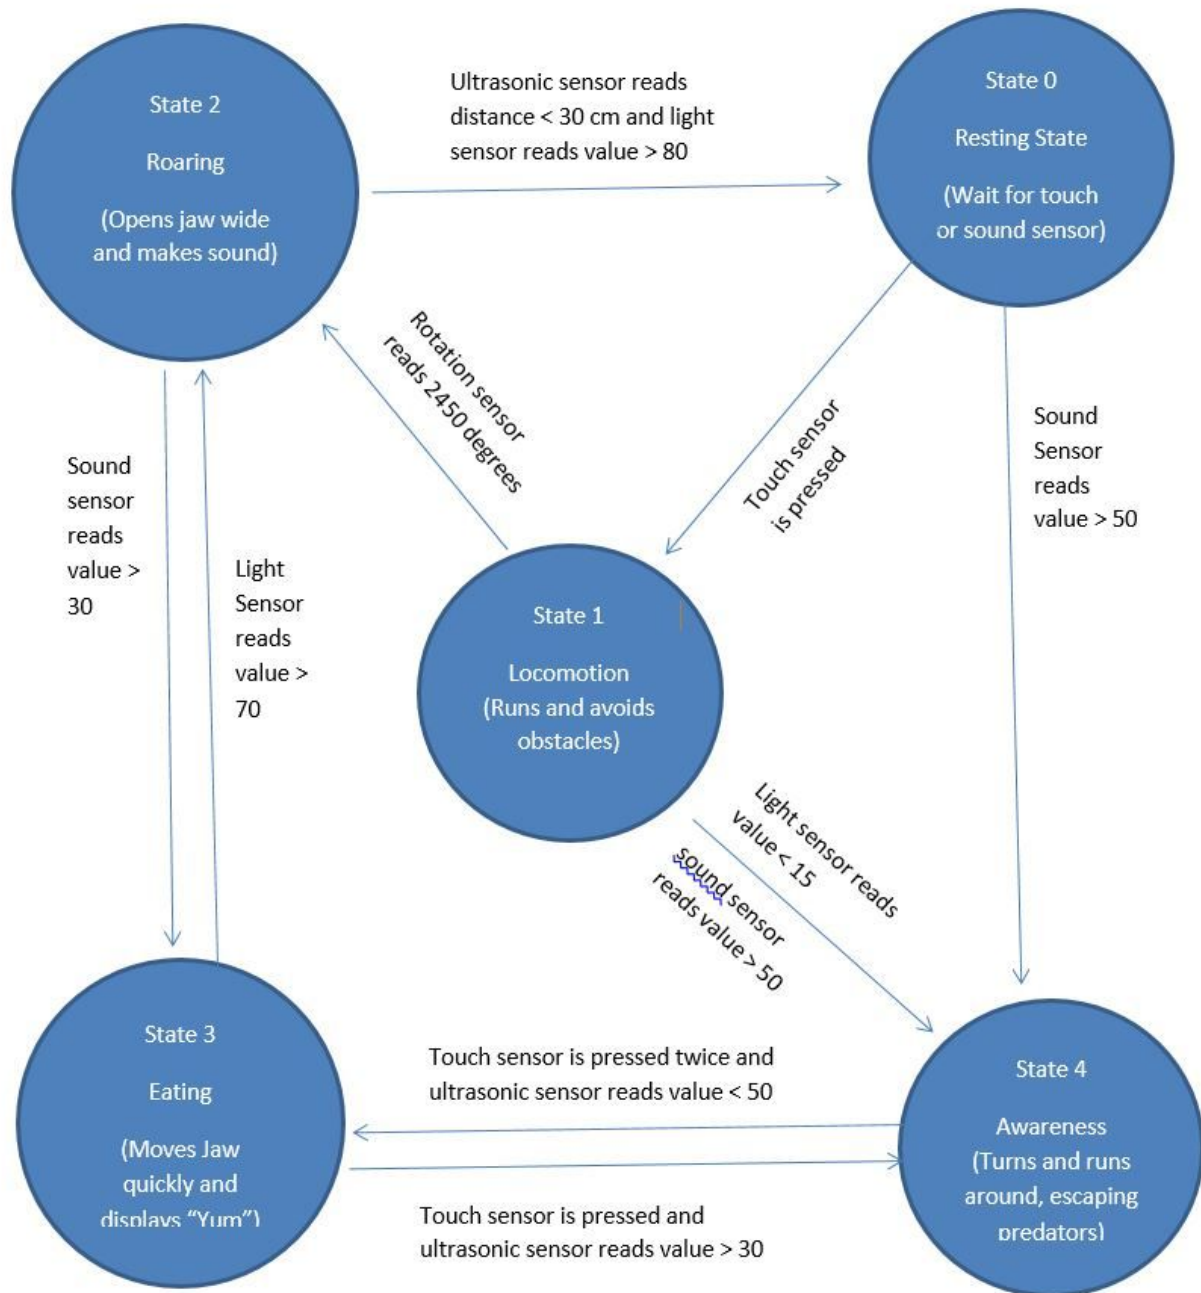 State 2
Roaring
(Opens jaw wide
and makes sound)
Ultrasonic sensor reads
distance < 30 cm and light
sensor reads value > 80
State 0
Resting State
(Wait for touch
or sound sensor)
Rotation sensor
reads 2450 degrees
Touch sensor
is pressed
Sound
Sensor
reads
value > 50
Sound
sensor
reads
value >
30
Light
Sensor
reads
value >
70
State 1
Locomotion
(Runs and avoids
obstacles)
Light sensor reads
value < 15
sound sensor
reads value > 50
State 3
Eating
(Moves Jaw
quickly and
displays “Yum”)
Touch sensor is pressed twice and
ultrasonic sensor reads value < 50
Touch sensor is pressed and
ultrasonic sensor reads value > 30
State 4
Awareness
(Turns and runs
around, escaping
predators)